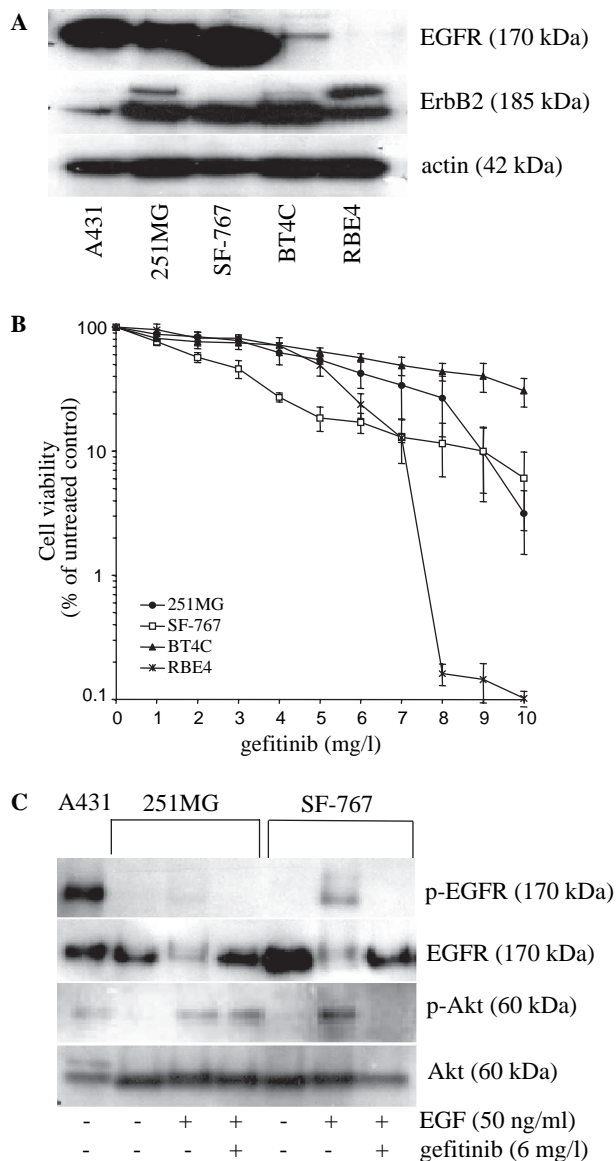 A
EGFR (170 kDa)
ErbB2 (185 kDa)
actin (42 kDa)
A431
251MG
SF-767
BT4C
RBE4
B
Cell viability
(% of untreated control)
100
10
1
0.1
251MG
SF-767
BT4C
RBE4
0 1 2 3 4 5 6 7 8 9 10
gefitinib (mg/l)
C
A431 251MG SF-767
p-EGFR (170 kDa)
EGFR (170 kDa)
p-Akt (60 kDa)
Akt (60 kDa)
- - + + - + + EGF (50 ng/ml)
- - - + - - + gefitinib (6 mg/l)